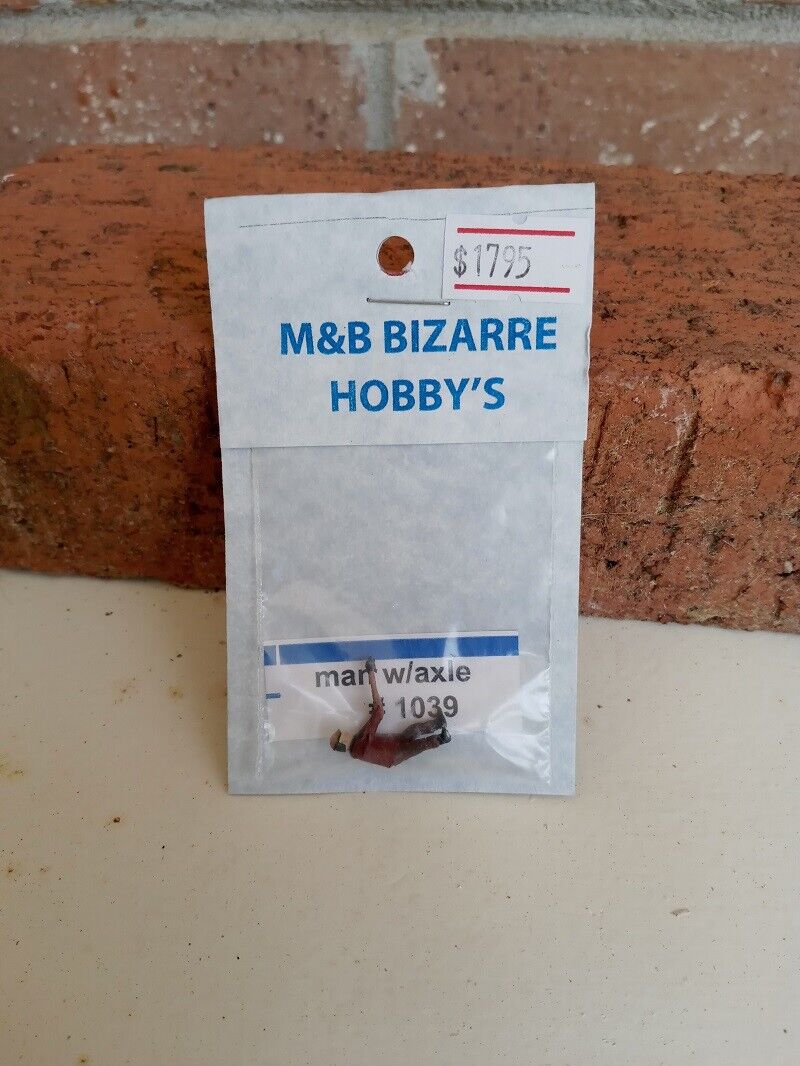 $1795
M&B BIZARRE
HOBBY'S
man w/axle
# 1039